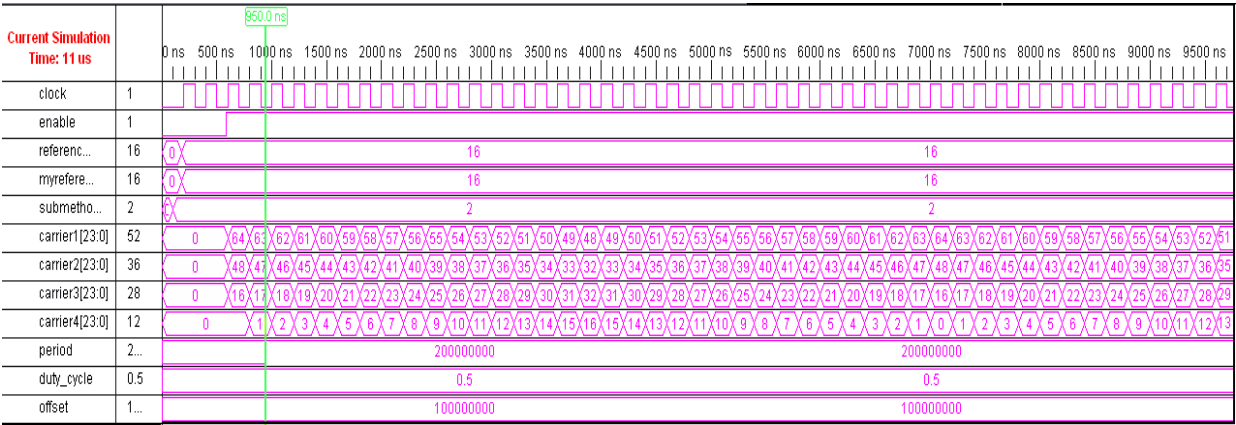 950.0 ns
Current Simulation
Time: 11 us
0 ns 500 ns 1000 ns 1500 ns 2000 ns 2500 ns 3000 ns 3500 ns 4000 ns 4500 ns 5000 ns 5500 ns 6000 ns 6500 ns 7000 ns 7500 ns 8000 ns 8500 ns 9000 ns 9500 ns
clock 1
enable 1
referenc... 16 0 16 16
myrefere... 16 0 16 16
submetho... 2 2 2
carrier1[23:0] 52 0 64 63 62 61 60 59 58 57 56 55 54 53 52 51 50 49 48 49 50 51 52 53 54 55 56 57 58 59 60 61 62 63 64 63 62 61 60 59 58 57 56 55 54 53 52 51
carrier2[23:0] 36 0 48 47 46 45 44 43 42 41 40 39 38 37 36 35 34 33 32 33 34 35 36 37 38 39 40 41 42 43 44 45 46 47 48 47 46 45 44 43 42 41 40 39 38 37 36 35
carrier3[23:0] 28 0 16 17 18 19 20 21 22 23 24 25 26 27 28 29 30 31 32 31 30 29 28 27 26 25 24 23 22 21 20 19 18 17 16 17 18 19 20 21 22 23 24 25 26 27 28 29
carrier4[23:0] 12 0 1 2 3 4 5 6 7 8 9 10 11 12 13 14 15 16 15 14 13 12 11 10 9 8 7 6 5 4 3 2 1 0 1 2 3 4 5 6 7 8 9 10 11 12 13
period 2... 200000000 200000000
duty_cycle 0.5 0.5 0.5
offset 1... 100000000 100000000